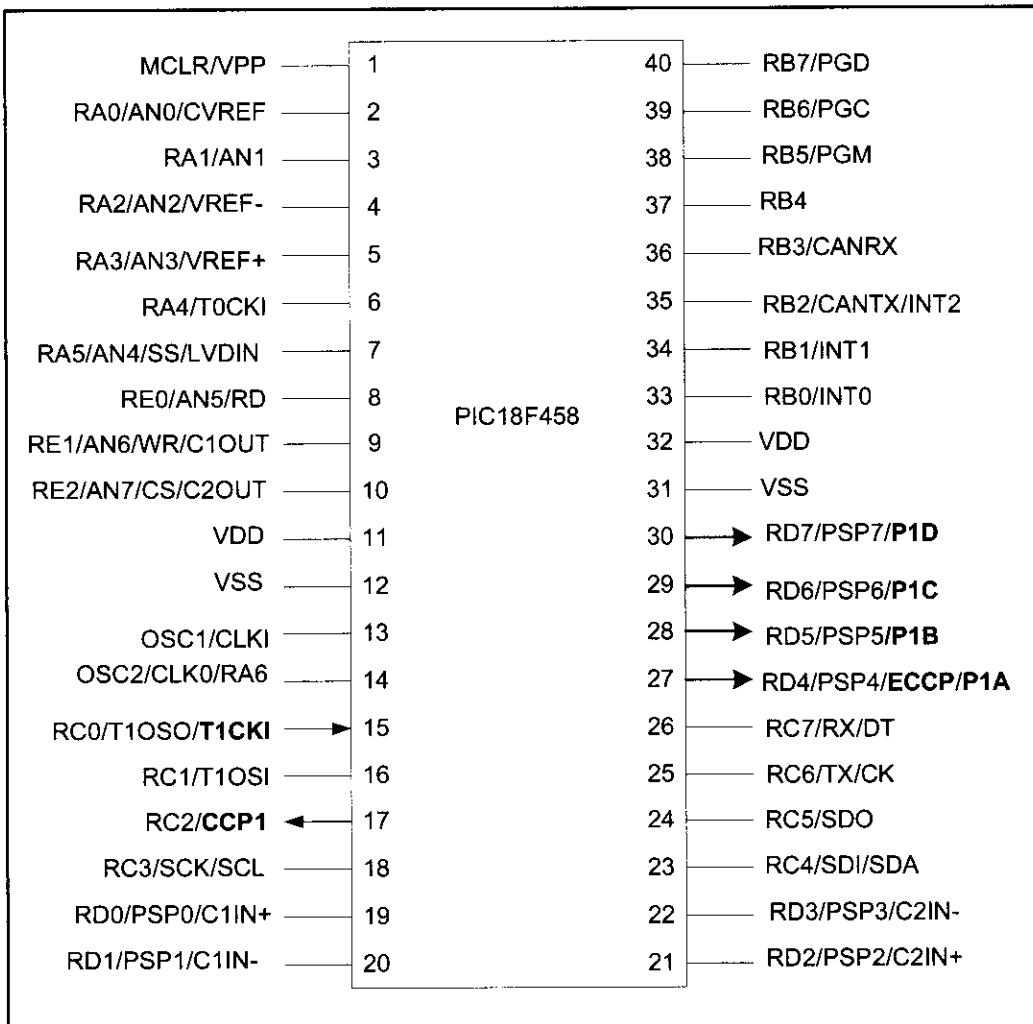 MCLR/VPP 1 40 RB7/PGD
RA0/AN0/CVREF 2 39 RB6/PGC
RA1/AN1 3 38 RB5/PGM
RA2/AN2/VREF- 4 37 RB4
RA3/AN3/VREF+ 5 36 RB3/CANRX
RA4/T0CKI 6 35 RB2/CANTX/INT2
RA5/AN4/SS/LVDIN 7 34 RB1/INT1
RE0/AN5/RD 8 33 RB0/INT0
PIC18F458
RE1/AN6/WR/C1OUT 9 32 VDD
RE2/AN7/CS/C2OUT 10 31 VSS
VDD 11 30 RD7/PSP7/P1D
VSS 12 29 RD6/PSP6/P1C
OSC1/CLKI 13 28 RD5/PSP5/P1B
OSC2/CLK0/RA6 14 27 RD4/PSP4/ECCP/P1A
RC0/T1OSO/T1CKI 15 26 RC7/RX/DT
RC1/T1OSI 16 25 RC6/TX/CK
RC2/CCP1 17 24 RC5/SDO
RC3/SCK/SCL 18 23 RC4/SDI/SDA
RD0/PSP0/C1IN+ 19 22 RD3/PSP3/C2IN-
RD1/PSP1/C1IN- 20 21 RD2/PSP2/C2IN+